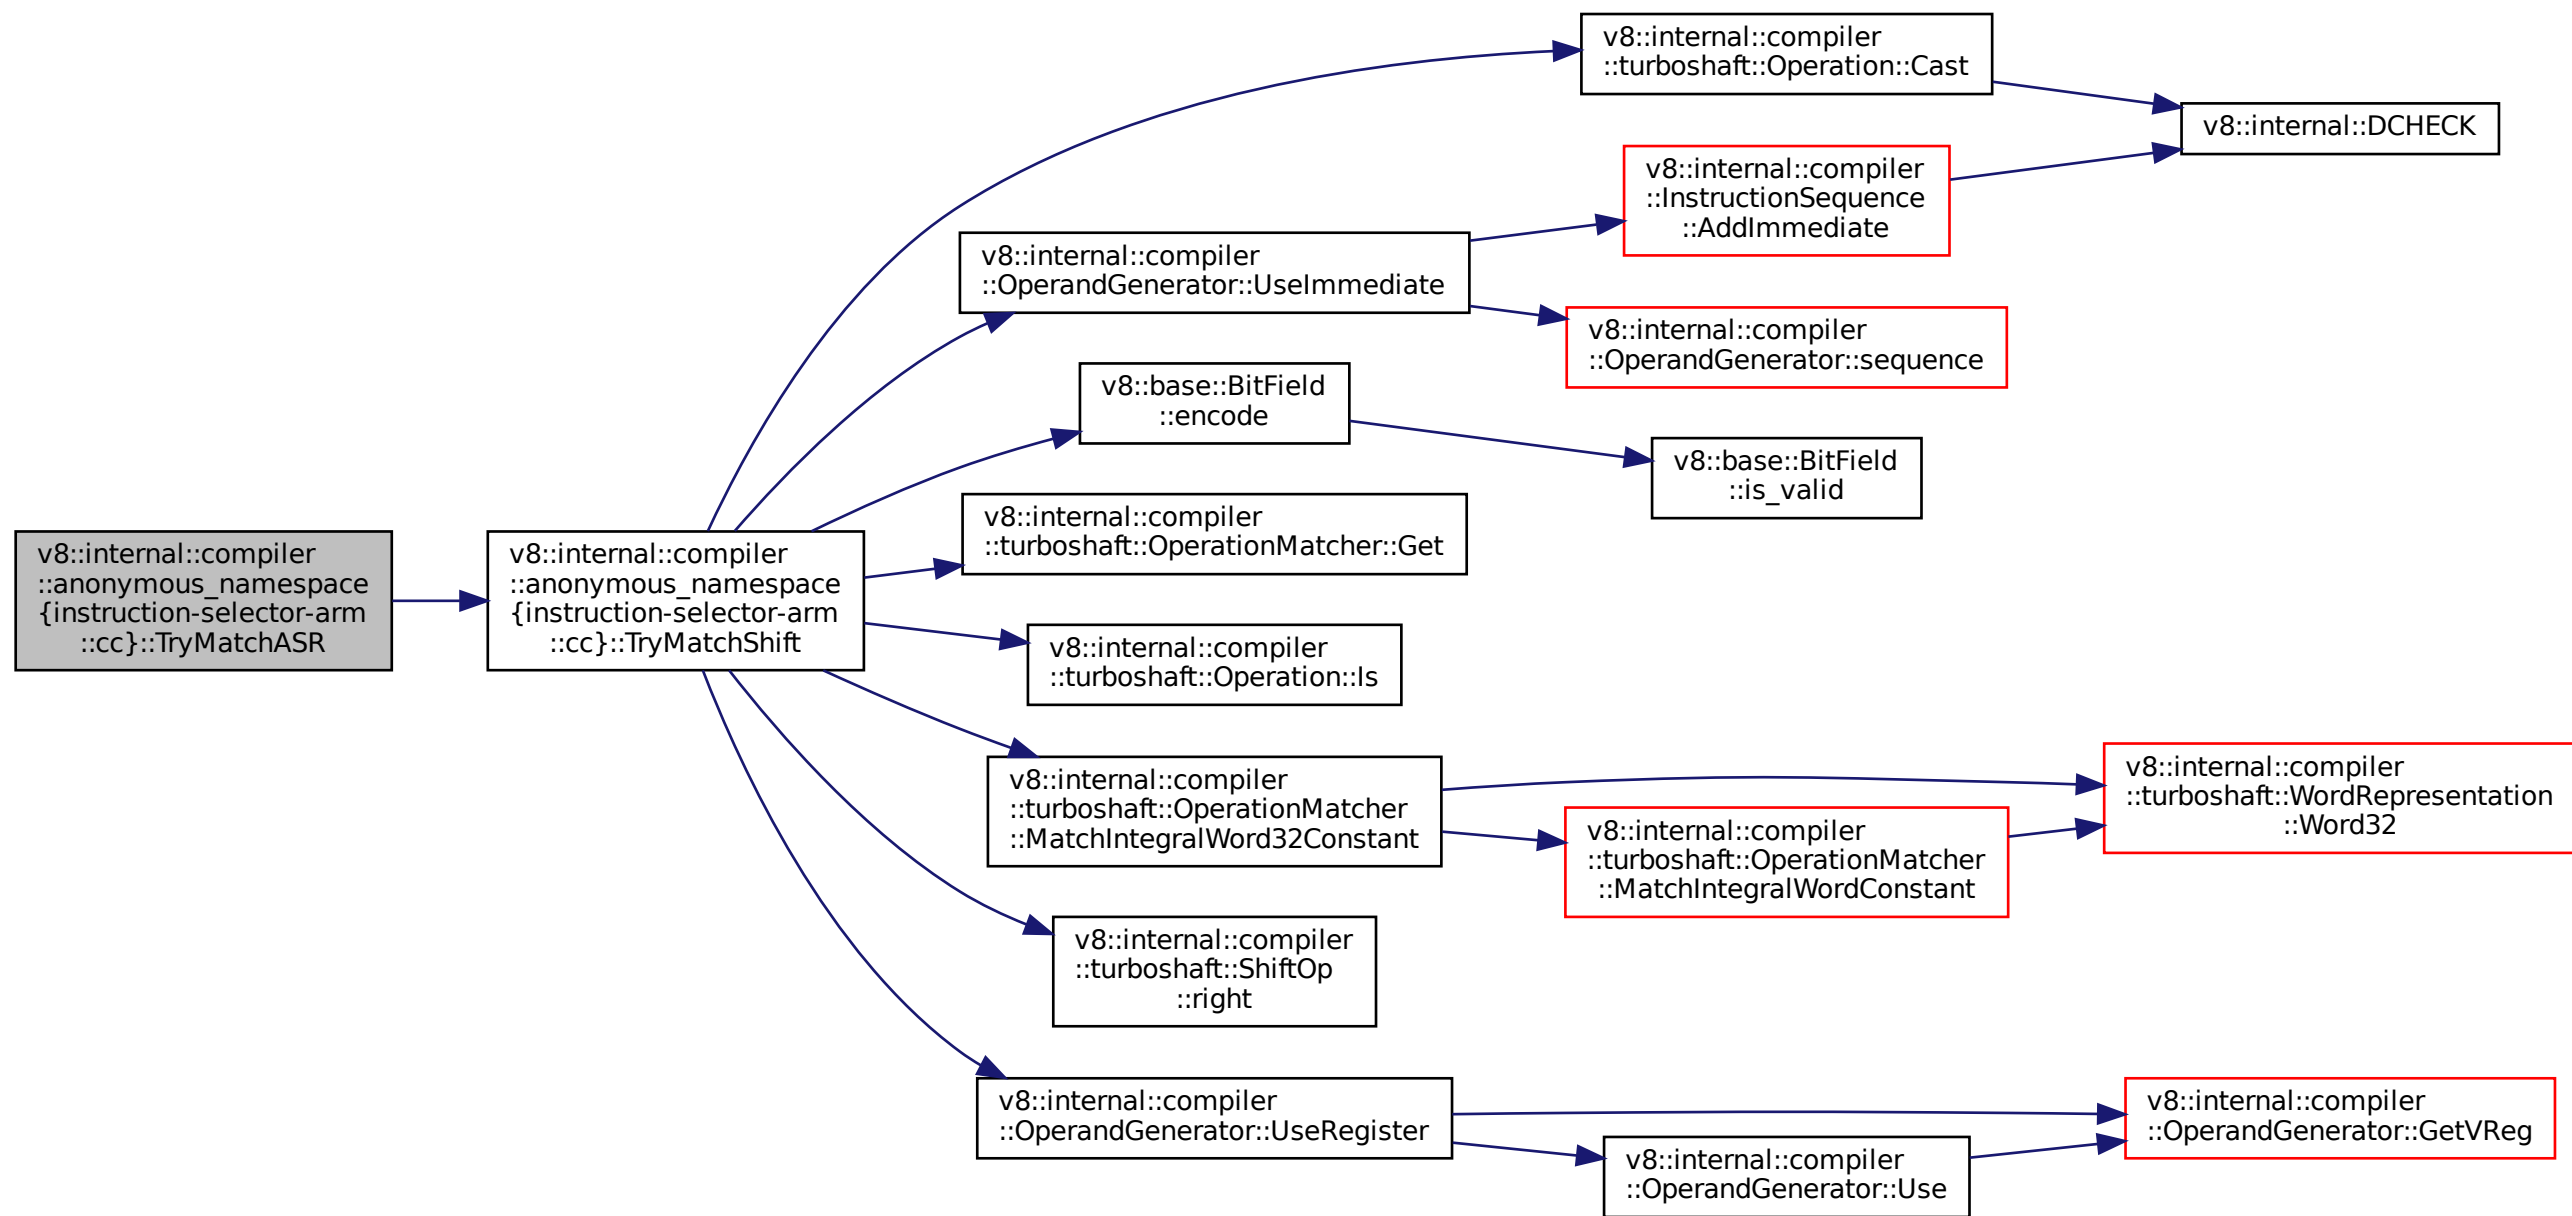 v8::internal::compiler
::anonymous_namespace
{instruction-selector-arm
::cc}::TryMatchASR
v8::internal::compiler
::anonymous_namespace
{instruction-selector-arm
::cc}::TryMatchShift
v8::internal::compiler
::turboshaft::Operation::Cast
v8::internal::DCHECK
v8::internal::compiler
::OperandGenerator::UseImmediate
v8::internal::compiler
::InstructionSequence
::AddImmediate
v8::internal::compiler
::OperandGenerator::sequence
v8::base::BitField
::encode
v8::base::BitField
::is_valid
v8::internal::compiler
::turboshaft::OperationMatcher::Get
v8::internal::compiler
::turboshaft::Operation::Is
v8::internal::compiler
::turboshaft::OperationMatcher
::MatchIntegralWord32Constant
v8::internal::compiler
::turboshaft::WordRepresentation
::Word32
v8::internal::compiler
::turboshaft::OperationMatcher
::MatchIntegralWordConstant
v8::internal::compiler
::turboshaft::ShiftOp
::right
v8::internal::compiler
::OperandGenerator::UseRegister
v8::internal::compiler
::OperandGenerator::GetVReg
v8::internal::compiler
::OperandGenerator::Use